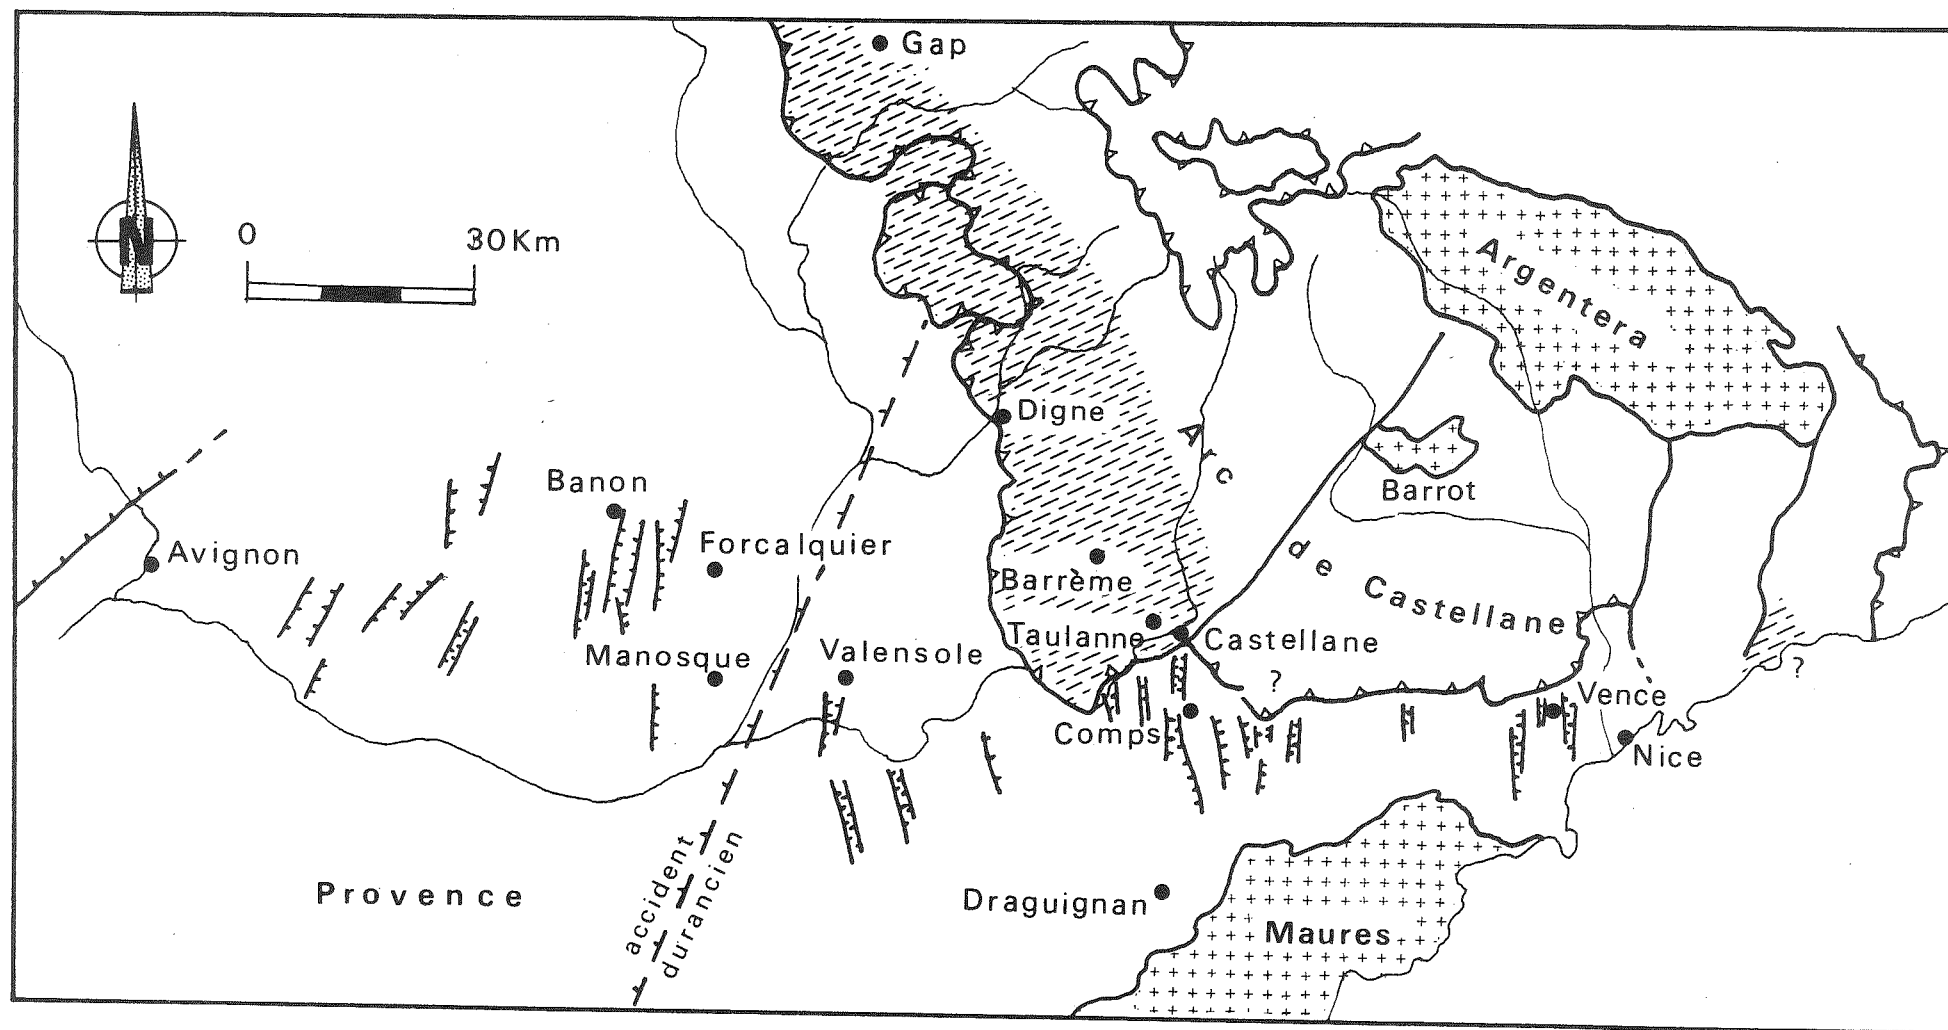 Gap
N
0 30Km
Argentera
Digne
Arc de Castellane
Banon
Barrot
Avignon
Forcalquier
Barrème
Taulanne
Castellane
Manosque
Valensole
?
?
Vence
Comps
Nice
accident durancien
Provence
Draguignan
Maures